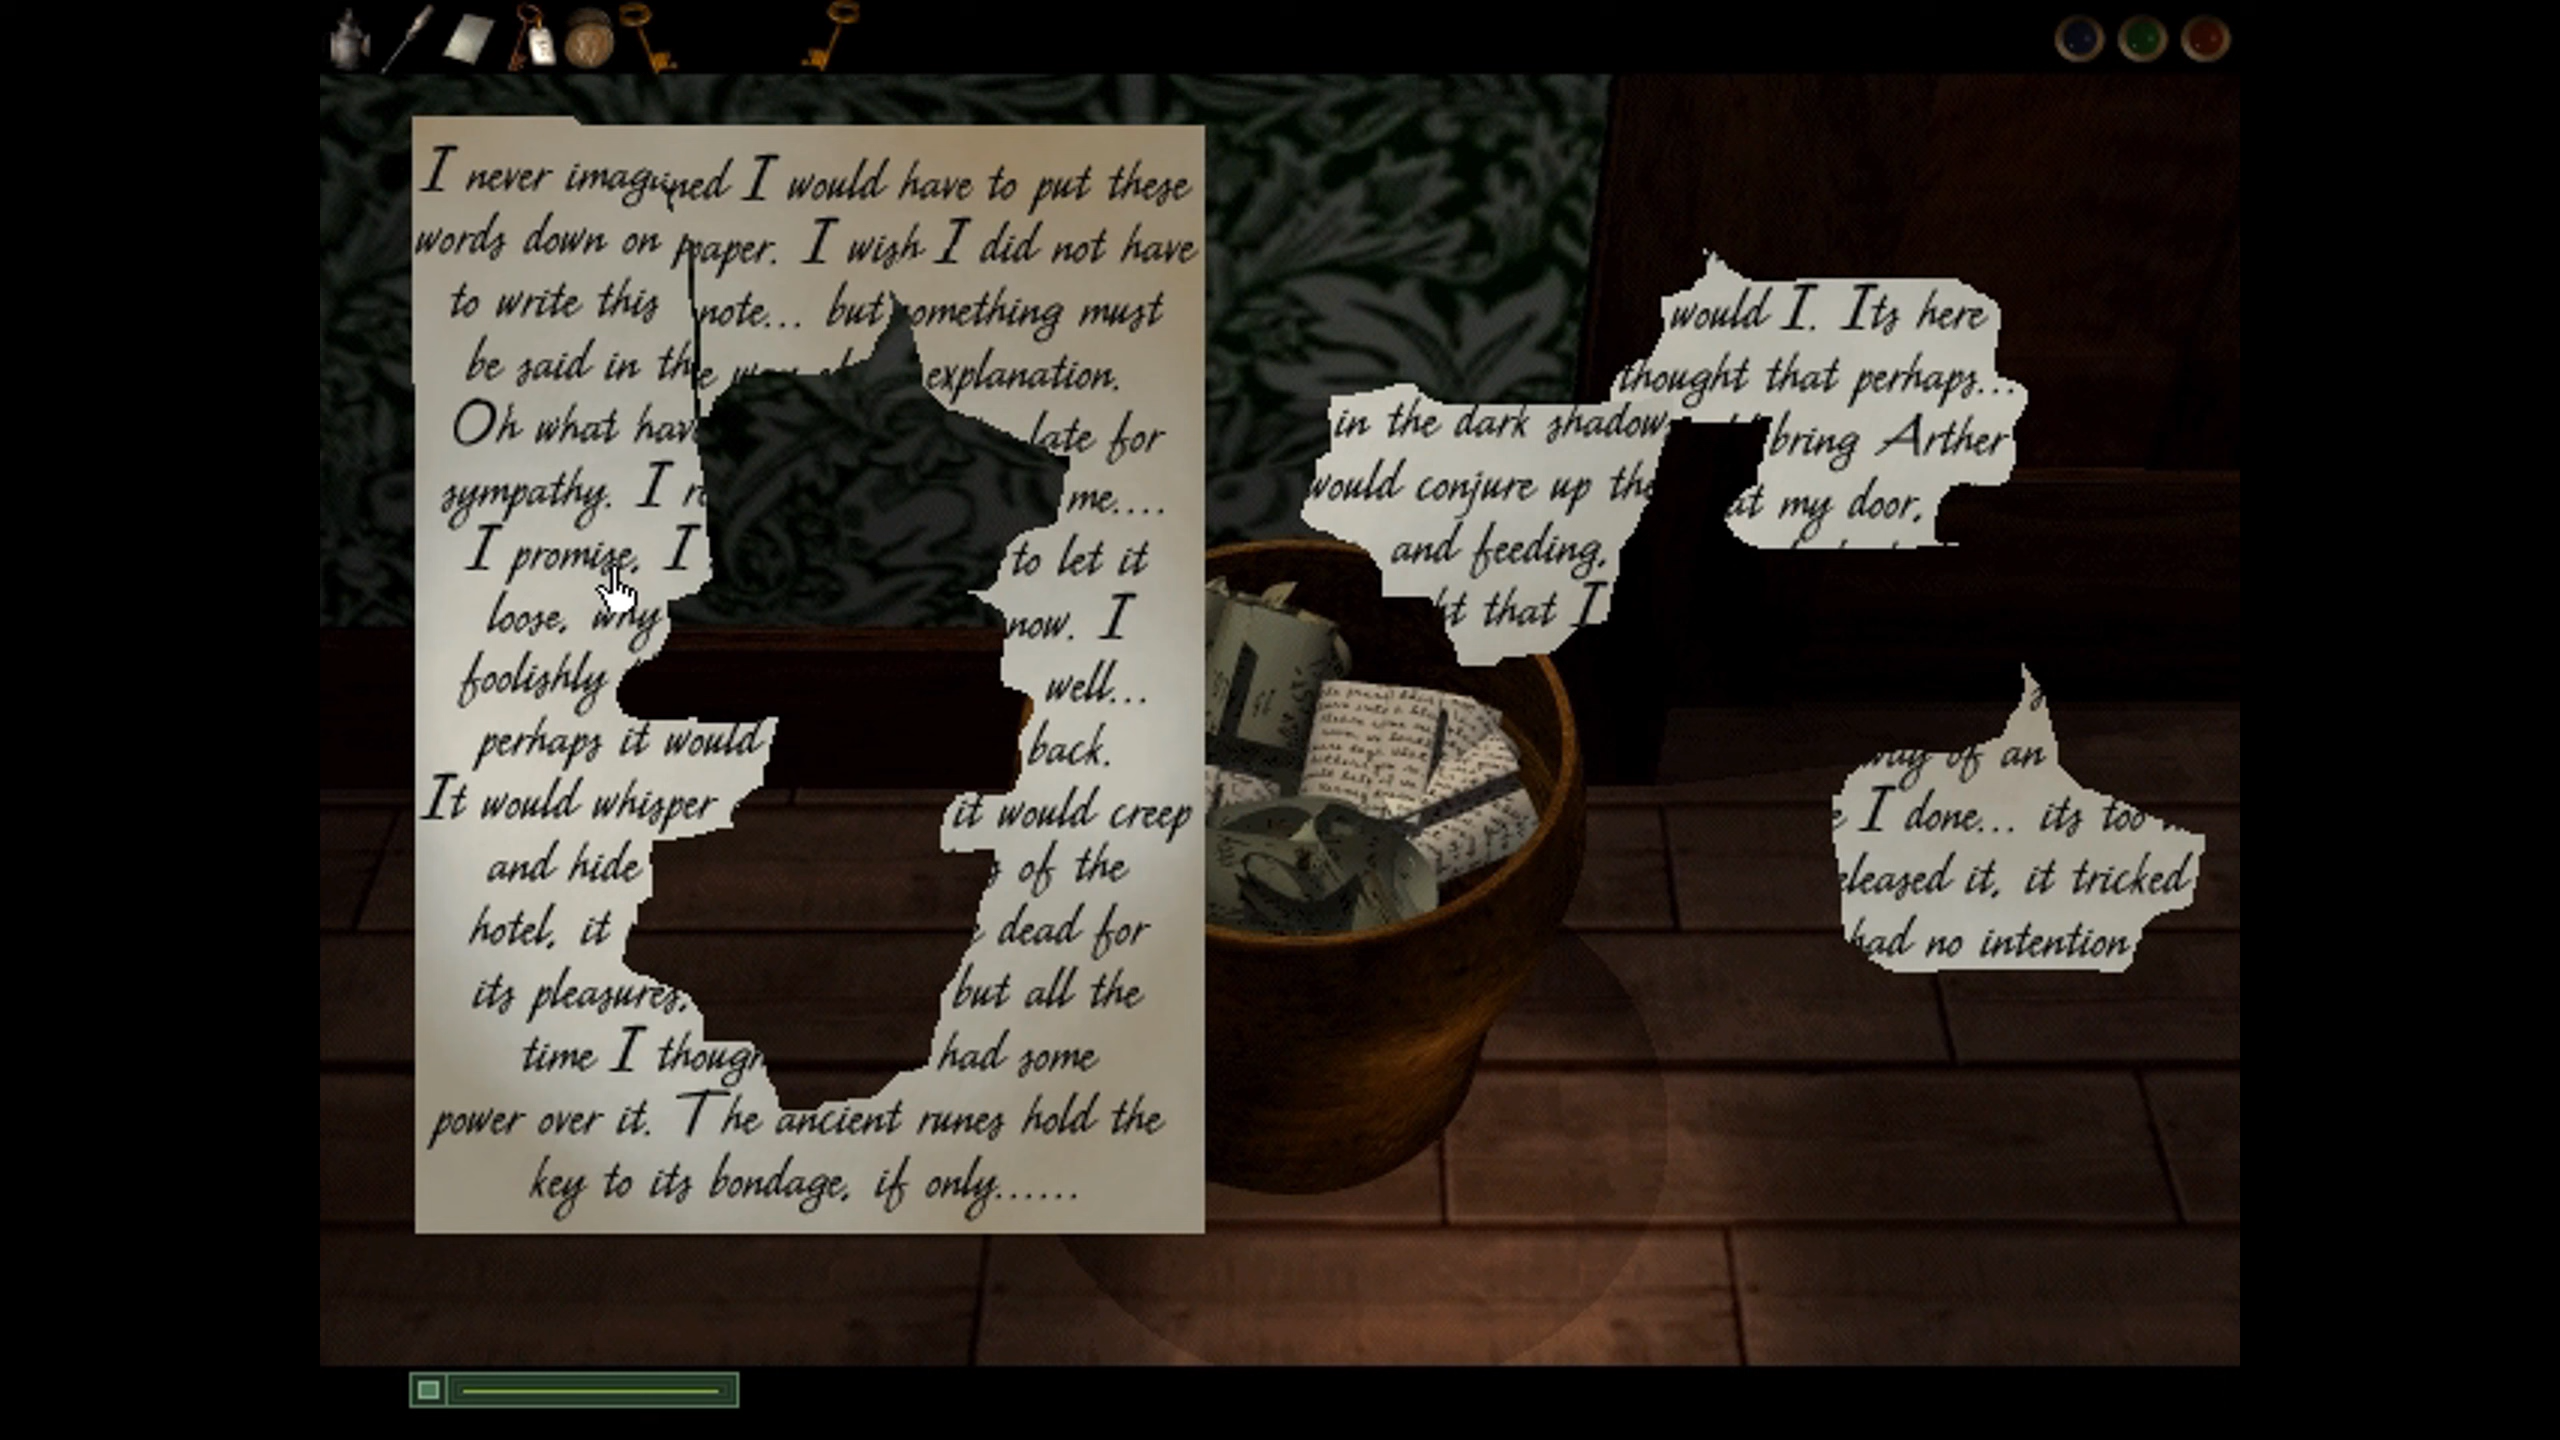 I never imagined I would have to put these
words down on paper. I wish I did not have
to write this note... but something must
be said in the explanation.
Oh what have late for
sympathy. I me....
I promise, I to let it
loose, why now. I
foolishly well...
perhaps it would back.
It would whisper it would creep
and hide of the
hotel, it dead for
its pleasures, but all the
time I had some
power over it. The ancient runes hold the
key to its bondage, if only......
would I. Its here
thought that perhaps...
bring Arther
at my door,
in the dark shadow
would conjure up the
and feeding,
that I
way of an
I done... its too
eleased it, it tricked
had no intention